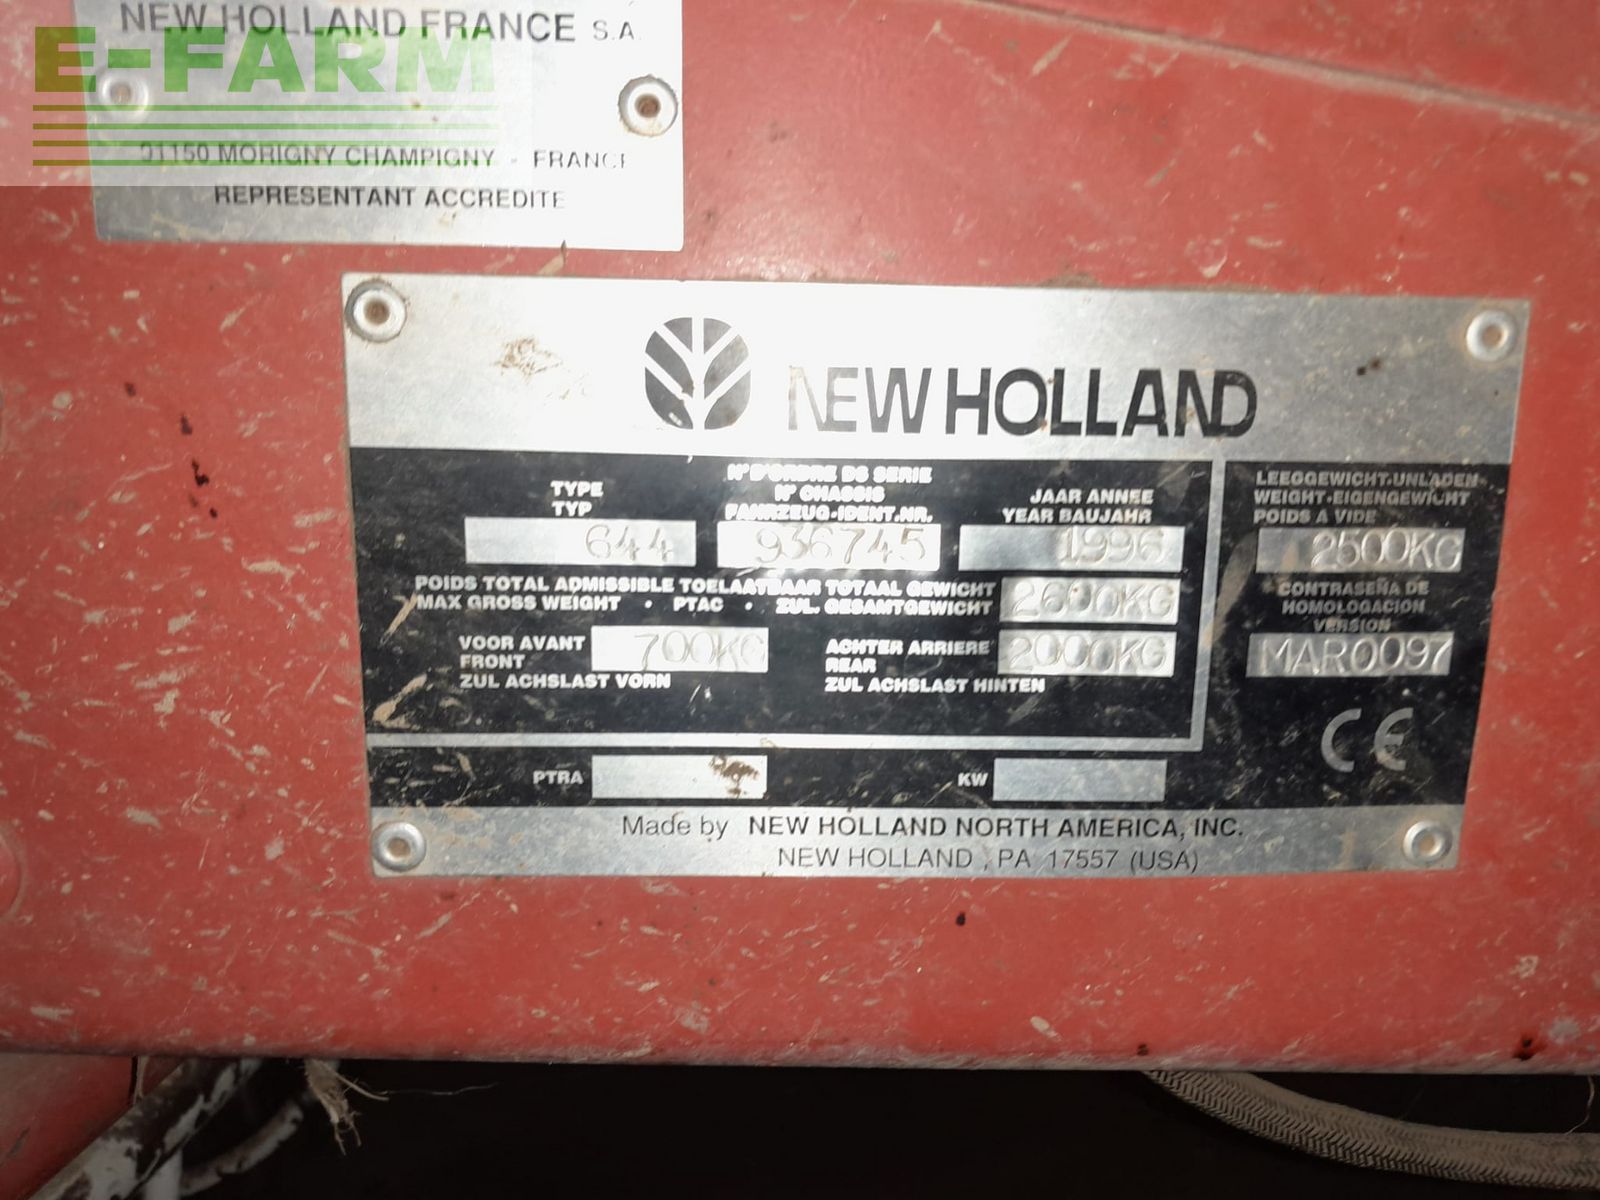 NEW HOLLAND FRANCE S.A.
E-FARM
91150 MORIGNY CHAMPIGNY - FRANCE
REPRESENTANT ACCREDITE
NEW HOLLAND
TYPE
TYP
644
N° D'ORDRE DS SERIE
N° CHASSIS
FAHRZEUG-IDENT.NR.
936745
JAAR ANNEE
YEAR BAUJAHR
1996
LEEGGEWICHT-UNLADEN
WEIGHT-EIGENGEWICHT
POIDS A VIDE
2500KG
POIDS TOTAL ADMISSIBLE TOELAATBAAR TOTAAL GEWICHT
MAX GROSS WEIGHT • PTAC • ZUL. GESAMTGEWICHT
2600KG
CONTRASEÑA DE
HOMOLOGACION
VERSION
MAR0097
VOOR AVANT
FRONT
ZUL ACHSLAST VORN
700KG
ACHTER ARRIERE
REAR
ZUL ACHSLAST HINTEN
2000KG
CE
PTRA
KW
Made by NEW HOLLAND NORTH AMERICA, INC.
NEW HOLLAND, PA 17557 (USA)